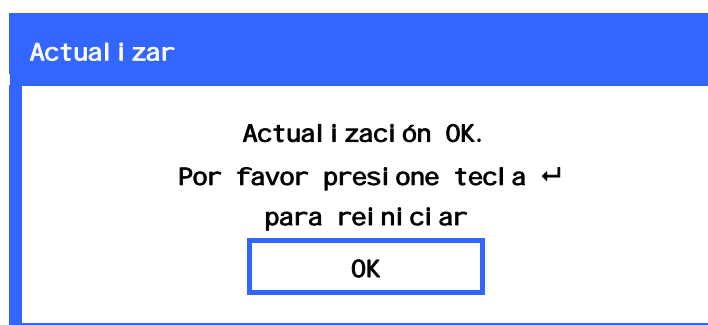 Actualizar
Actualización OK.
Por favor presione tecla ↵
para reiniciar
OK